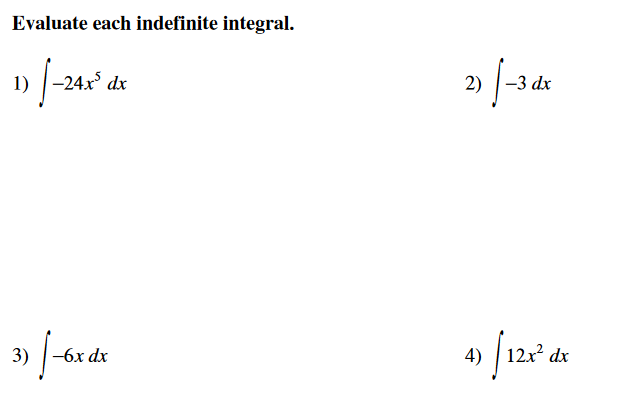 Evaluate each indefinite integral.
1) ∫−24x⁵ dx
2) ∫−3 dx
3) ∫−6x dx
4) ∫12x² dx